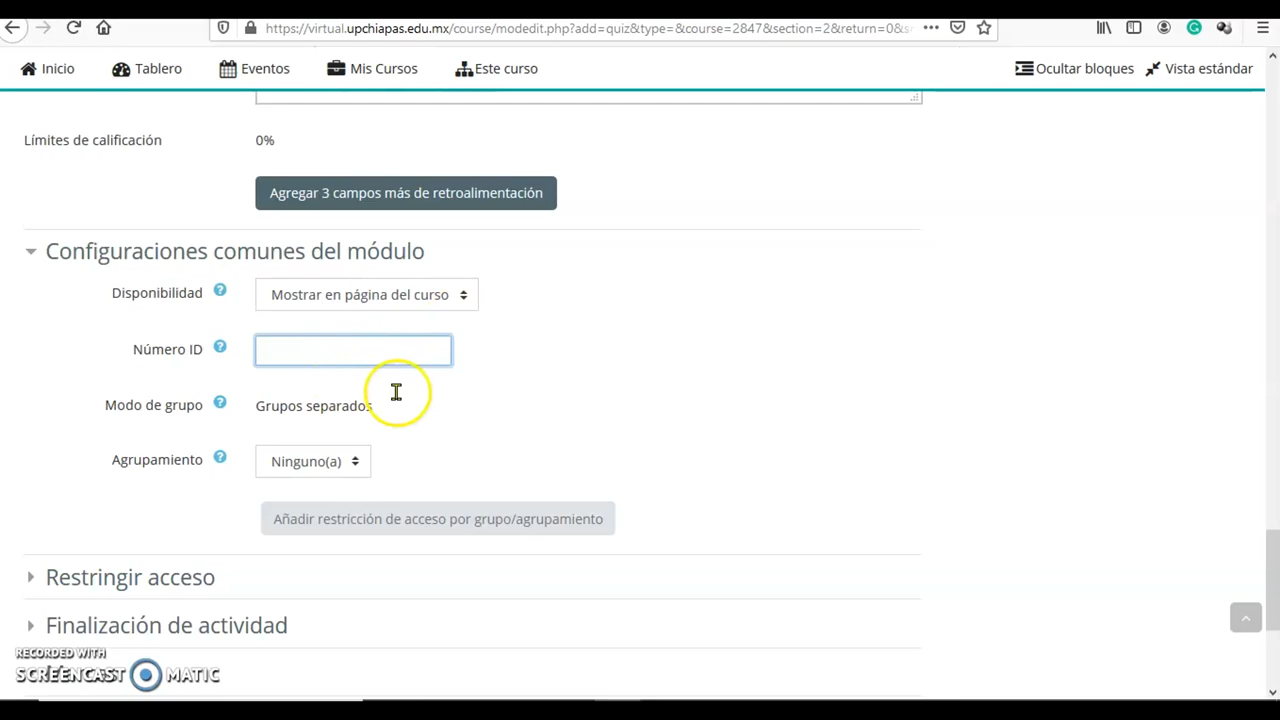 https://virtual.upchiapas.edu.mx/course/modedit.php?add=quiz&type=&course=2847&section=2&return=0&s
Inicio Tablero Eventos Mis Cursos Este curso Ocultar bloques Vista estándar
Límites de calificación 0%
Agregar 3 campos más de retroalimentación
Configuraciones comunes del módulo
Disponibilidad ? Mostrar en página del curso
Número ID ?
Modo de grupo ? Grupos separados
Agrupamiento ? Ninguno(a)
Añadir restricción de acceso por grupo/agrupamiento
Restringir acceso
Finalización de actividad
RECORDED WITH
SCREENCAST MATIC